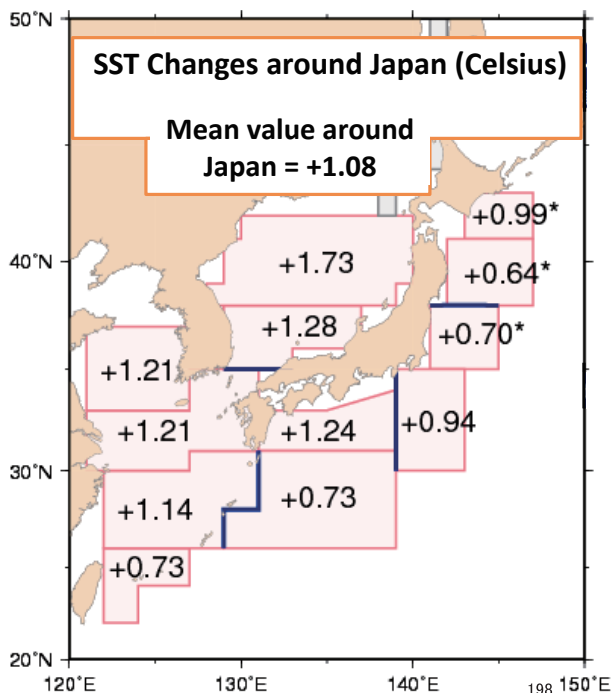 50°N
SST Changes around Japan (Celsius)
Mean value around
Japan = +1.08
+0.99*
40°N
+1.73
+0.64*
+1.28
+0.70*
+1.21
+1.21
+1.24
+0.94
30°N
+1.14
+0.73
+0.73
20°N
120°E
130°E
140°E
198
150°E